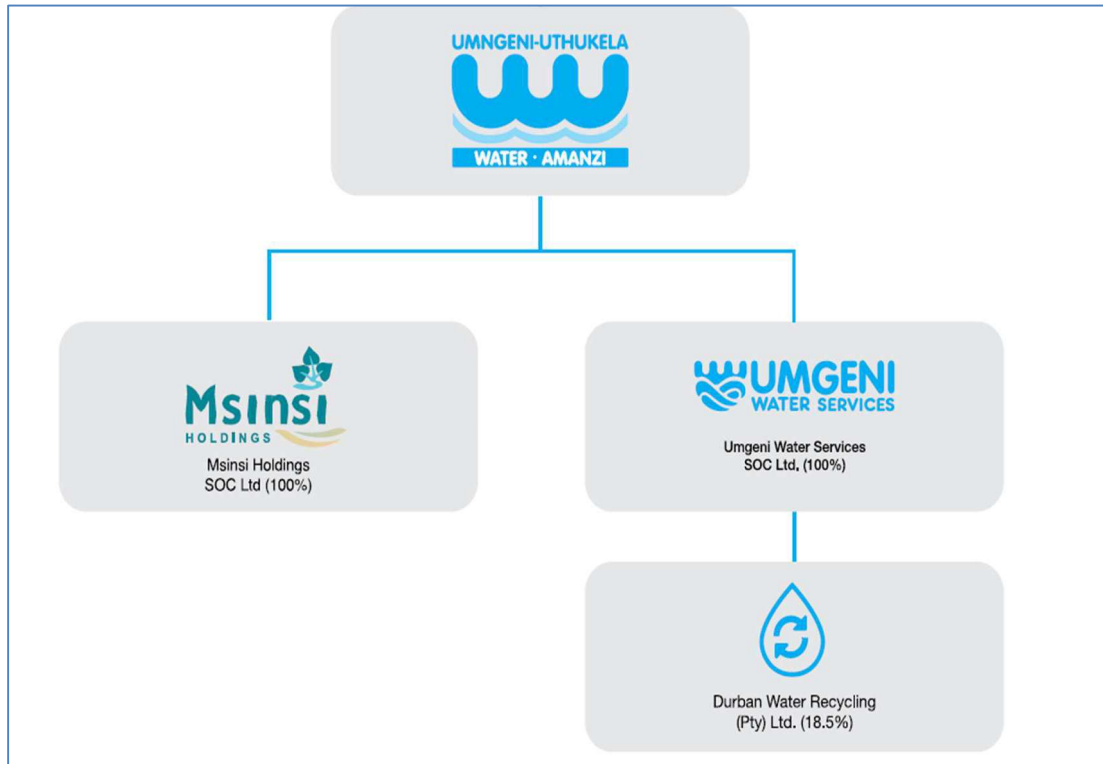 UMNGENI-UTHUKELA
WATER · AMANZI
Msinsi
HOLDINGS
Msinsi Holdings
SOC Ltd (100%)
UMGENI
WATER SERVICES
Umgeni Water Services
SOC Ltd, (100%)
Durban Water Recycling
(Pty) Ltd. (18.5%)